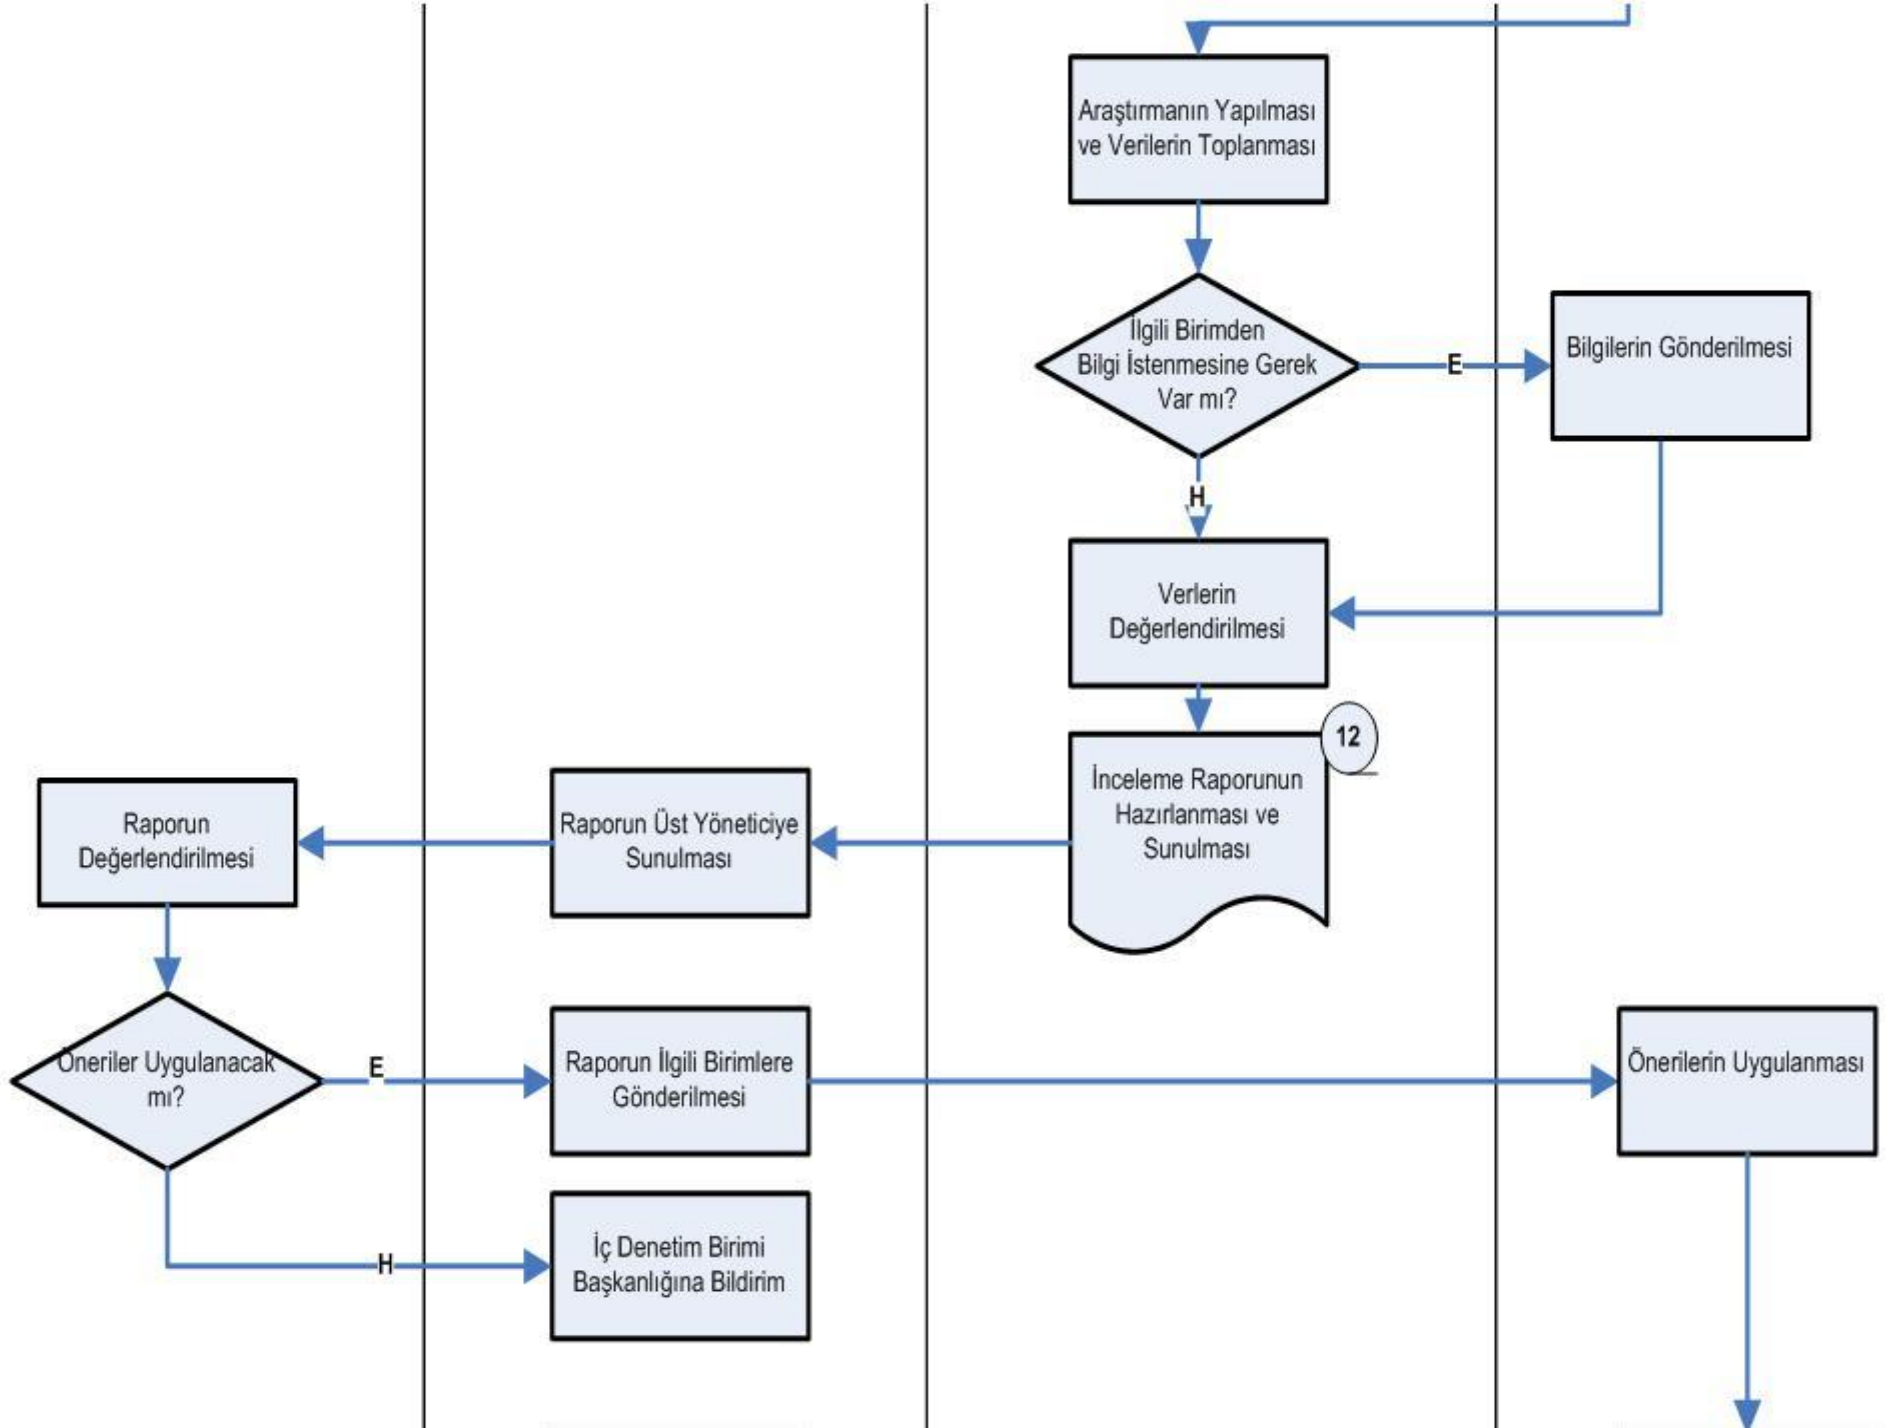 Araştırmanın Yapılması
ve Verilerin Toplanması
İlgili Birimden
Bilgi İstenmesine Gerek
Var mı?
E
Bilgilerin Gönderilmesi
H
Verlerin
Değerlendirilmesi
12
İnceleme Raporunun
Hazırlanması ve
Sunulması
Raporun Üst Yöneticiye
Sunulması
Raporun
Değerlendirilmesi
Öneriler Uygulanacak
mı?
E
Raporun İlgili Birimlere
Gönderilmesi
Önerilerin Uygulanması
H
İç Denetim Birimi
Başkanlığına Bildirim